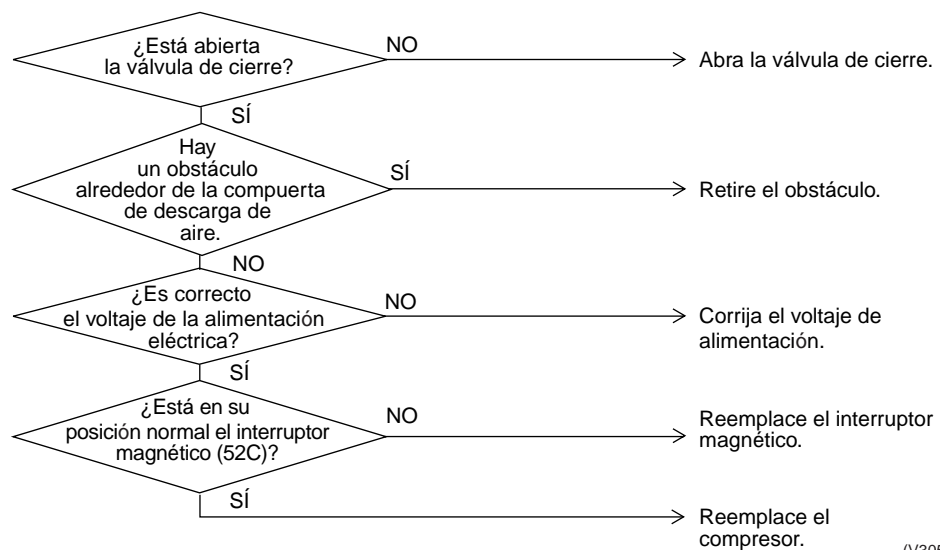 ¿Está abierta
la válvula de cierre?
NO
Abra la válvula de cierre.
SÍ
Hay
un obstáculo
alrededor de la compuerta
de descarga de
aire.
SÍ
Retire el obstáculo.
NO
¿Es correcto
el voltaje de la alimentación
eléctrica?
NO
Corrija el voltaje de
alimentación.
SÍ
¿Está en su
posición normal el interruptor
magnético (52C)?
NO
Reemplace el interruptor
magnético.
SÍ
Reemplace el
compresor.